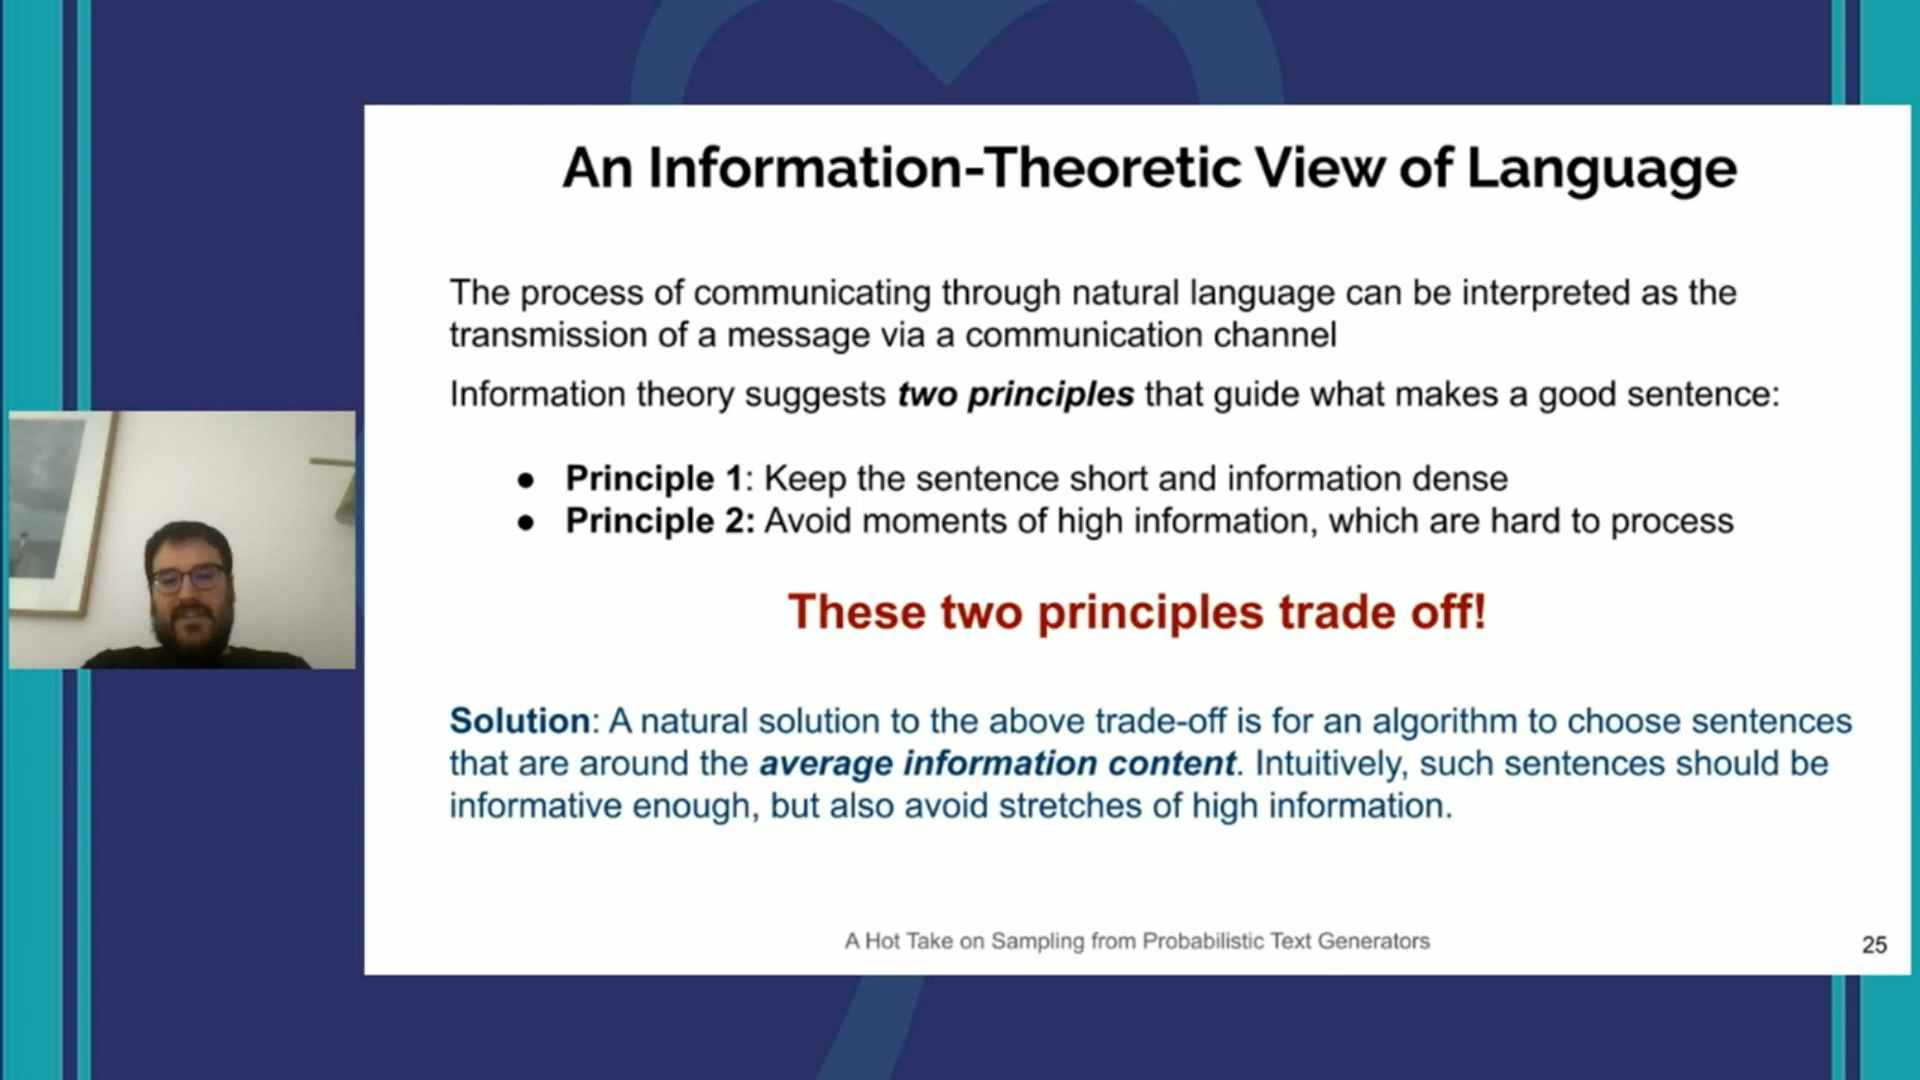 An Information-Theoretic View of Language
The process of communicating through natural language can be interpreted as the
transmission of a message via a communication channel
Information theory suggests two principles that guide what makes a good sentence:
● Principle 1: Keep the sentence short and information dense
● Principle 2: Avoid moments of high information, which are hard to process
These two principles trade off!
Solution: A natural solution to the above trade-off is for an algorithm to choose sentences
that are around the average information content. Intuitively, such sentences should be
informative enough, but also avoid stretches of high information.
A Hot Take on Sampling from Probabilistic Text Generators
25